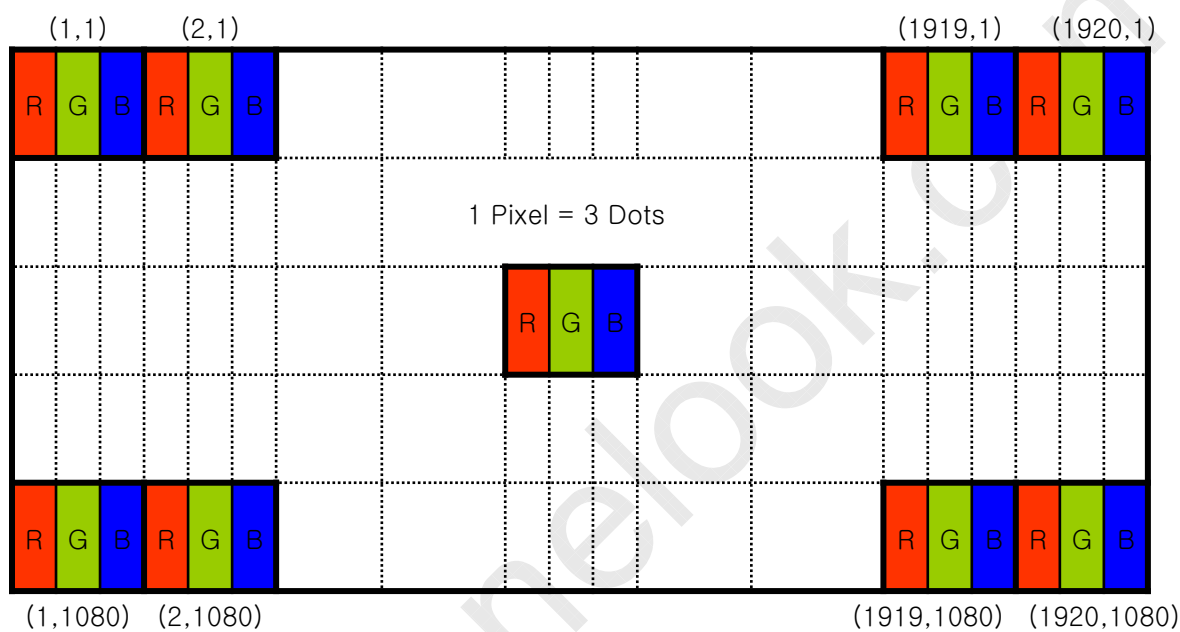 (1,1) (2,1) (1919,1) (1920,1)
R G B R G B R G B R G B
1 Pixel = 3 Dots
R G B
R G B R G B R G B R G B
(1,1080) (2,1080) (1919,1080) (1920,1080)
nelook.c